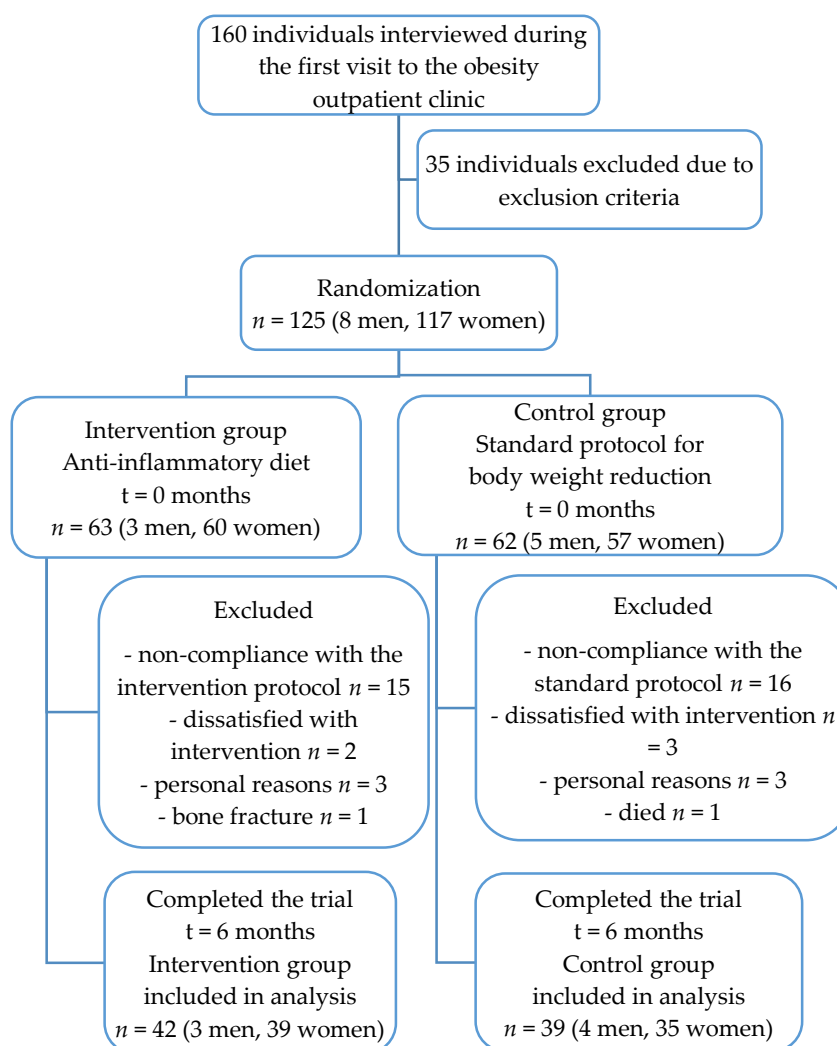 160 individuals interviewed during
the first visit to the obesity
outpatient clinic
35 individuals excluded due to
exclusion criteria
Randomization
n = 125 (8 men, 117 women)
Intervention group
Anti-inflammatory diet
t = 0 months
n = 63 (3 men, 60 women)
Control group
Standard protocol for
body weight reduction
t = 0 months
n = 62 (5 men, 57 women)
Excluded
- non-compliance with the
intervention protocol n = 15
- dissatisfied with
intervention n = 2
- personal reasons n = 3
- bone fracture n = 1
Excluded
- non-compliance with the
standard protocol n = 16
- dissatisfied with intervention n
= 3
- personal reasons n = 3
- died n = 1
Completed the trial
t = 6 months
Intervention group
included in analysis
n = 42 (3 men, 39 women)
Completed the trial
t = 6 months
Control group
included in analysis
n = 39 (4 men, 35 women)